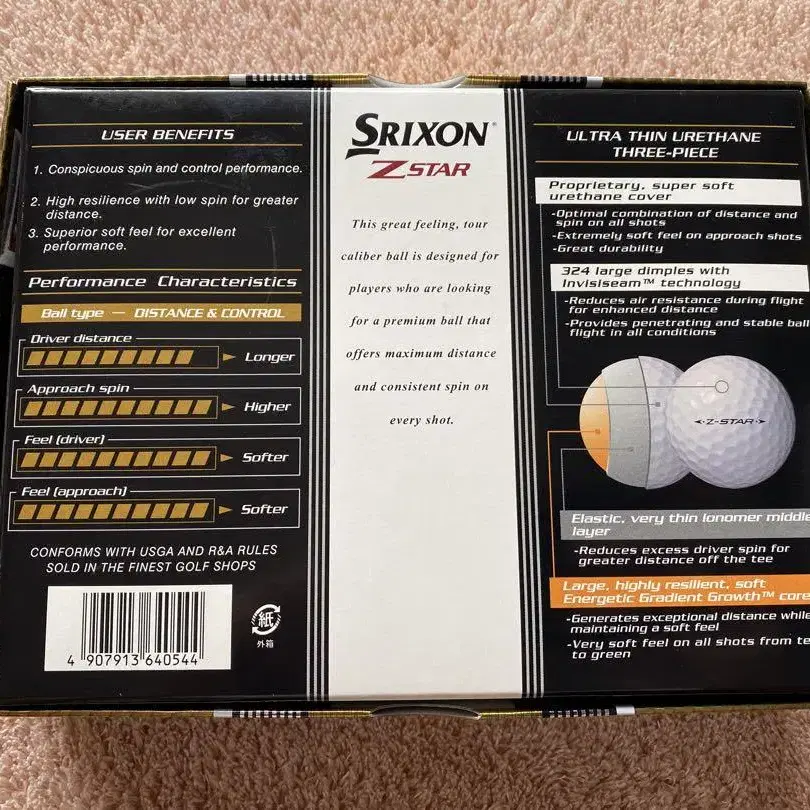 USER BENEFITS
1. Conspicuous spin and control performance.
2. High resilience with low spin for greater
distance.
3. Superior soft feel for excellent
performance.
Performance Characteristics
Ball type — DISTANCE & CONTROL
Driver distance
Longer
Approach spin
Higher
Feel (driver)
Softer
Feel (approach)
Softer
CONFORMS WITH USGA AND R&A RULES
SOLD IN THE FINEST GOLF SHOPS
4 907913 640544
紙
外箱
SRIXON®
Z STAR
This great feeling, tour
caliber ball is designed for
players who are looking
for a premium ball that
offers maximum distance
and consistent spin on
every shot.
ULTRA THIN URETHANE
THREE-PIECE
Proprietary, super soft
urethane cover
-Optimal combination of distance and
spin on all shots
-Extremely soft feel on approach shots
-Great durability
324 large dimples with
Invisiseam™ technology
-Reduces air resistance during flight
for enhanced distance
-Provides penetrating and stable ball
flight in all conditions
Z-STAR
Elastic, very thin ionomer middle
layer
-Reduces excess driver spin for
greater distance off the tee
Large, highly resilient, soft
Energetic Gradient Growth™ core
-Generates exceptional distance while
maintaining a soft feel
-Very soft feel on all shots from te
to green